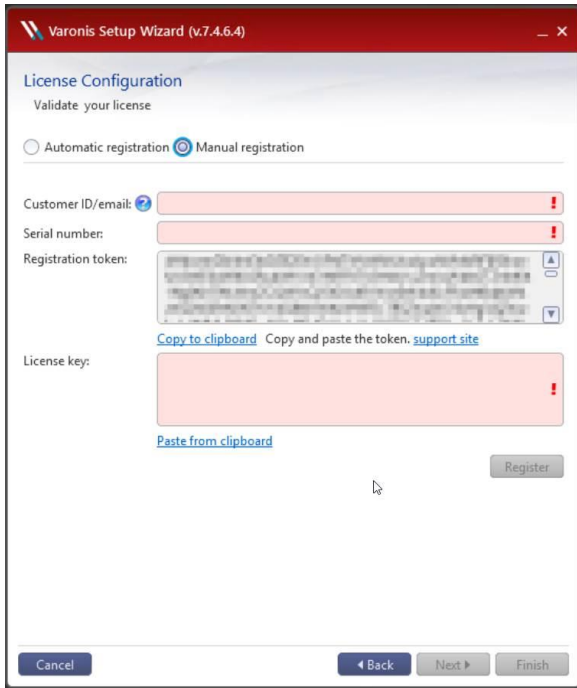 Varonis Setup Wizard (v.7.4.6.4)
License Configuration
Validate your license
Automatic registration Manual registration
Customer ID/email:
Serial number:
Registration token:
Copy to clipboard Copy and paste the token. support site
License key:
Paste from clipboard
Register
Cancel Back Next Finish